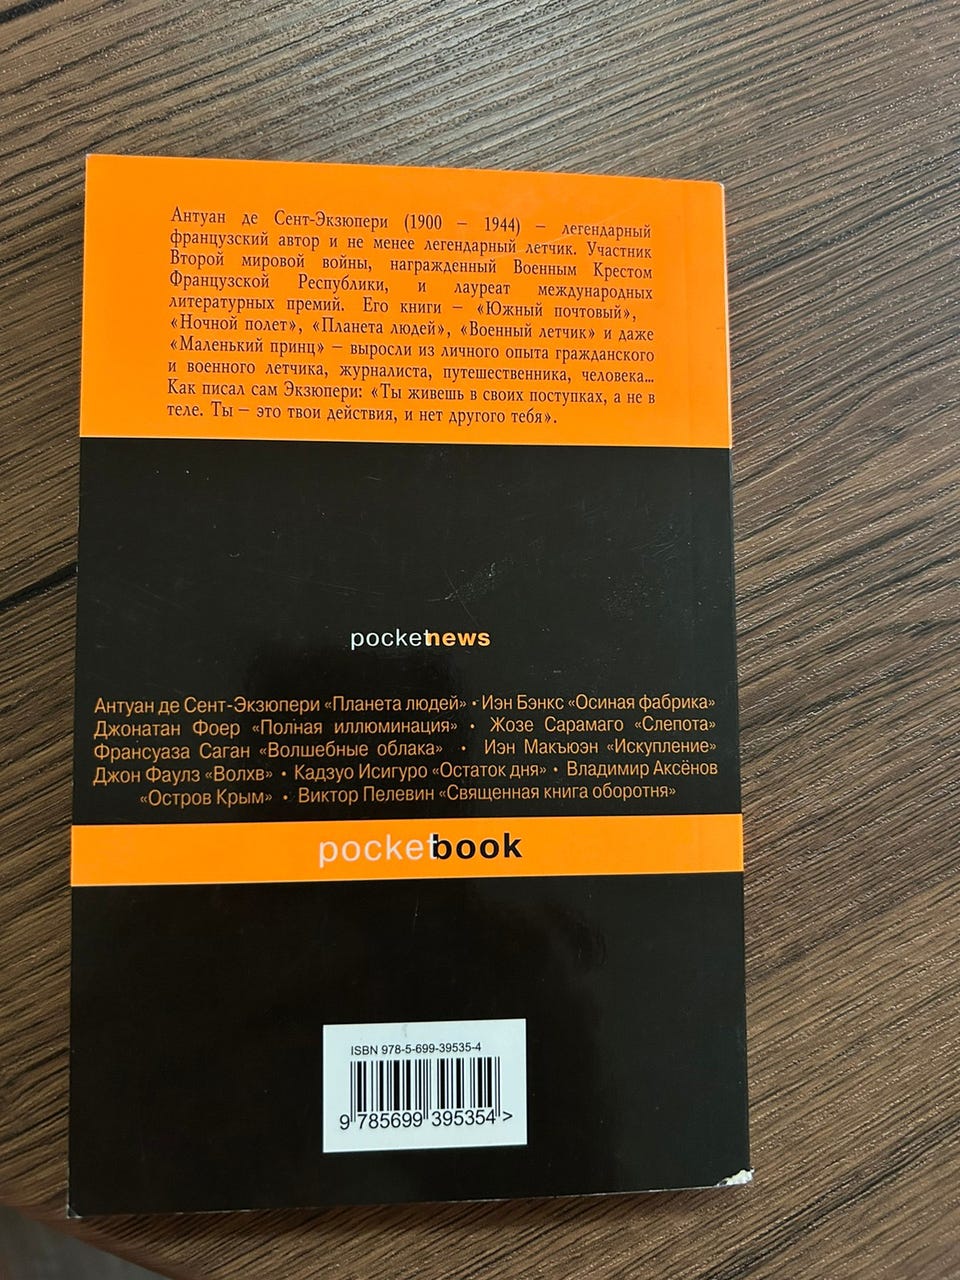 Антуан де Сент-Экзюпери (1900 – 1944) – легендарный
французский автор и не менее легендарный летчик. Участник
Второй мировой войны, награжденный Военным Крестом
Французской Республики, и лауреат международных
литературных премий. Его книги – «Южный почтовый»,
«Ночной полет», «Планета людей», «Военный летчик» и даже
«Маленький принц» – выросли из личного опыта гражданского
и военного летчика, журналиста, путешественника, человека...
Как писал сам Экзюпери: «Ты живешь в своих поступках, а не в
теле. Ты – это твои действия, и нет другого тебя».
pocketnews
Антуан де Сент-Экзюпери «Планета людей» • Иэн Бэнкс «Осиная фабрика»
Джонатан Фоер «Полная иллюминация» • Жозе Сарамаго «Слепота»
Франсуаза Саган «Волшебные облака» • Иэн Макъюэн «Искупление»
Джон Фаулз «Волхв» • Кадзуо Исигуро «Остаток дня» • Владимир Аксёнов
«Остров Крым» • Виктор Пелевин «Священная книга оборотня»
pocketbook
ISBN 978-5-699-39535-4
9 785699 395354 >